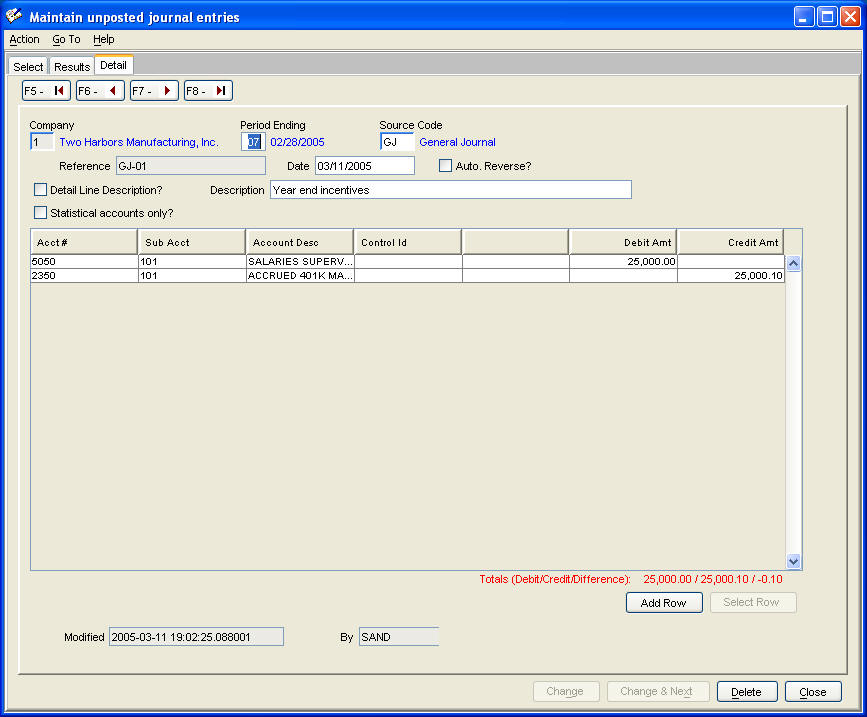 Maintain unposted journal entries
Action Go To Help
Select Results Detail
F5 - F6 - F7 - F8 -
Company Period Ending Source Code
1 Two Harbors Manufacturing, Inc. 07 02/28/2005 GJ General Journal
Reference GJ-01 Date 03/11/2005 Auto. Reverse?
Detail Line Description? Description Year end incentives
Statistical accounts only?
Acct # Sub Acct Account Desc Control Id Debit Amt Credit Amt
5050 101 SALARIES SUPERV... 25,000.00
2350 101 ACCRUED 401K MA... 25,000.10
Totals (Debit/Credit/Difference): 25,000.00 / 25,000.10 / -0.10
Add Row Select Row
Modified 2005-03-11 19:02:25.088001 By SAND
Change Change & Next Delete Close